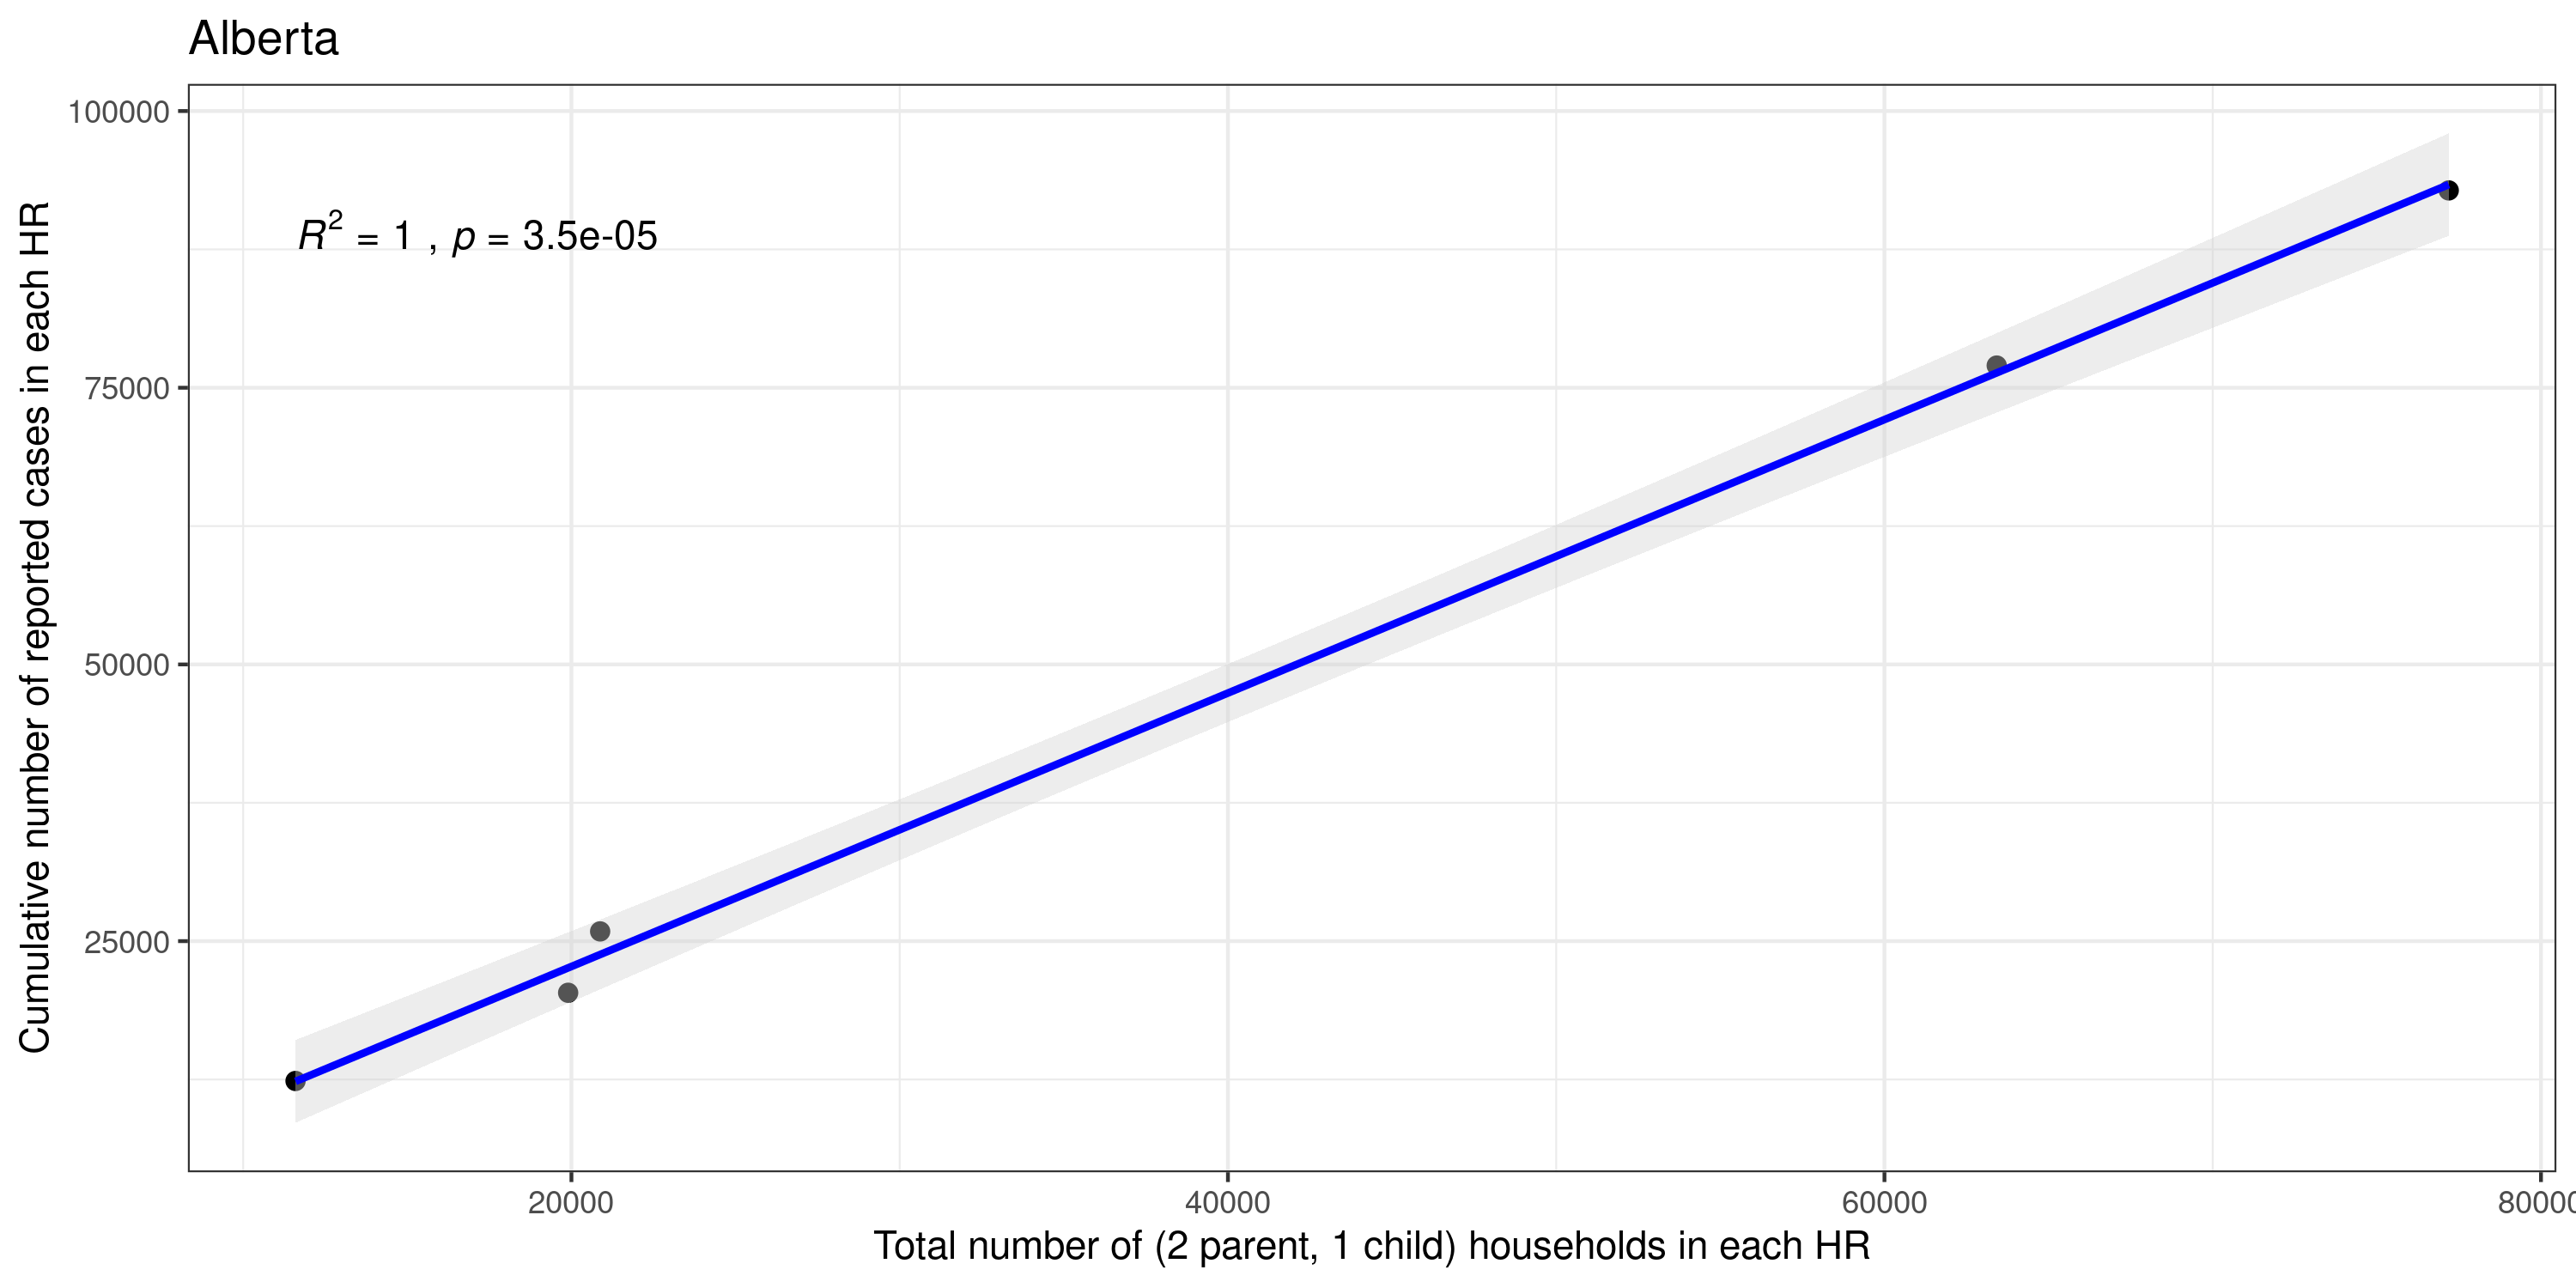 Alberta
R2 = 1 , p = 3.5e-05
Cumulative number of reported cases in each HR
100000
75000
50000
25000
20000 40000 60000 80000
Total number of (2 parent, 1 child) households in each HR